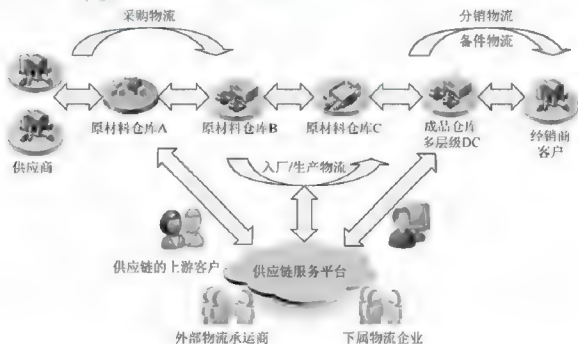 采购物流
分销物流
备件物流
原材料仓库A
原材料仓库B
原材料仓库C
成品仓库
多层级DC
经销商
客户
供应商
入厂/生产物流
供应链的上游客户
供应链服务平台
外部物流承运商
下属物流企业